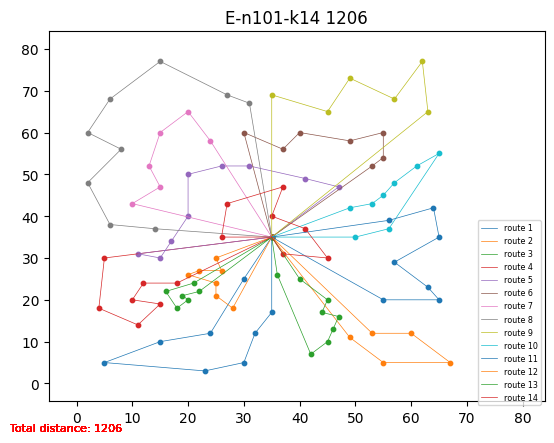 E-n101-k14 1206
80
70
60
50
40
30
20
10
0
0
10
20
30
40
50
60
70
80
route 1
route 2
route 3
route 4
route 5
route 6
route 7
route 8
route 9
route 10
route 11
route 12
route 13
route 14
Total distance: 1206